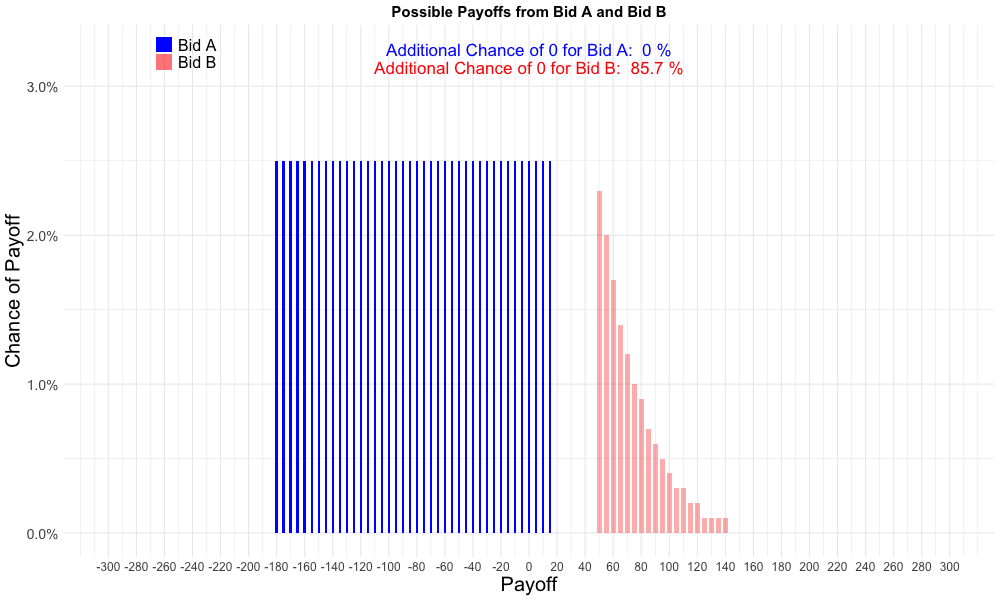 Possible Payoffs from Bid A and Bid B
Bid A
Bid B
Additional Chance of 0 for Bid A: 0 %
Additional Chance of 0 for Bid B: 85.7 %
Chance of Payoff
3.0%
2.0%
1.0%
0.0%
-300 -280 -260 -240 -220 -200 -180 -160 -140 -120 -100 -80 -60 -40 -20 0 20 40 60 80 100 120 140 160 180 200 220 240 260 280 300
Payoff